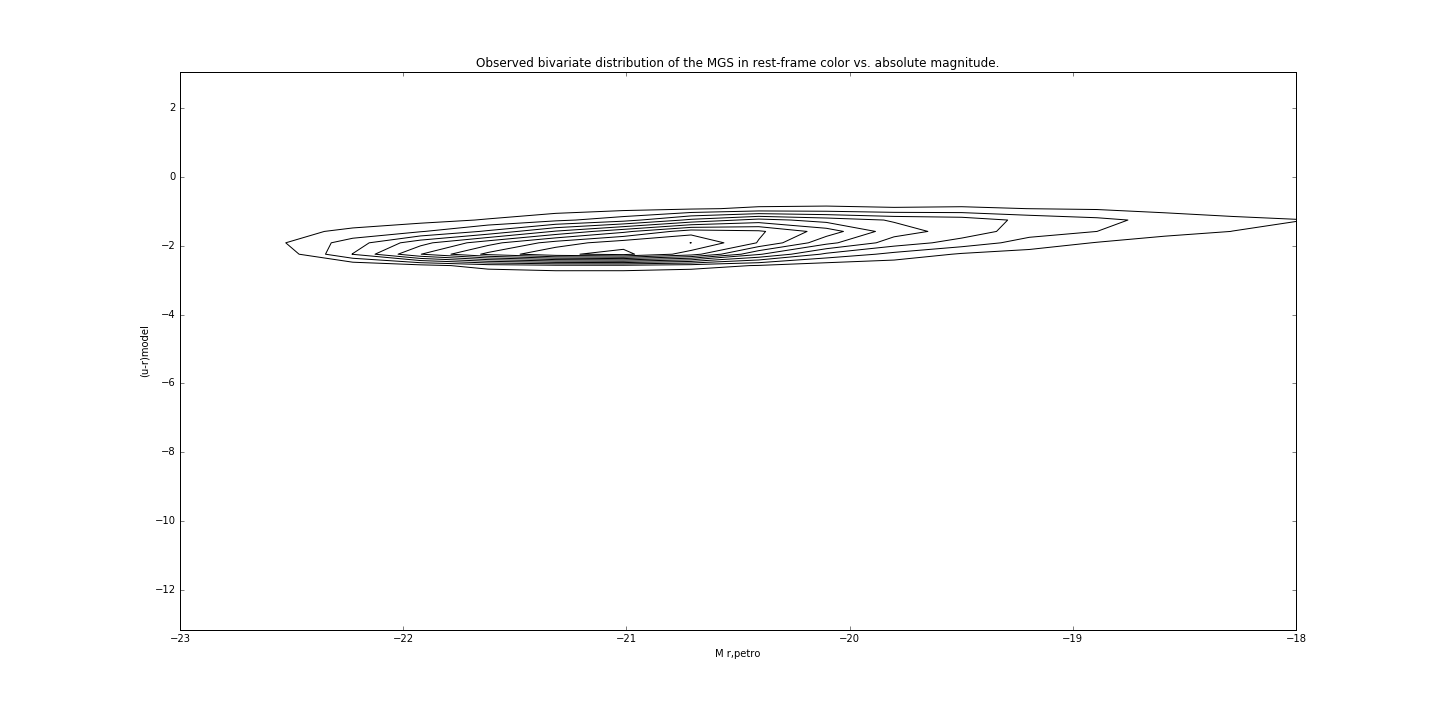 Observed bivariate distribution of the MGS in rest-frame color vs. absolute magnitude.
2
0
−2
−4
−6
−8
−10
−12
(u-r)model
−23 −22 −21 −20 −19 −18
M r,petro